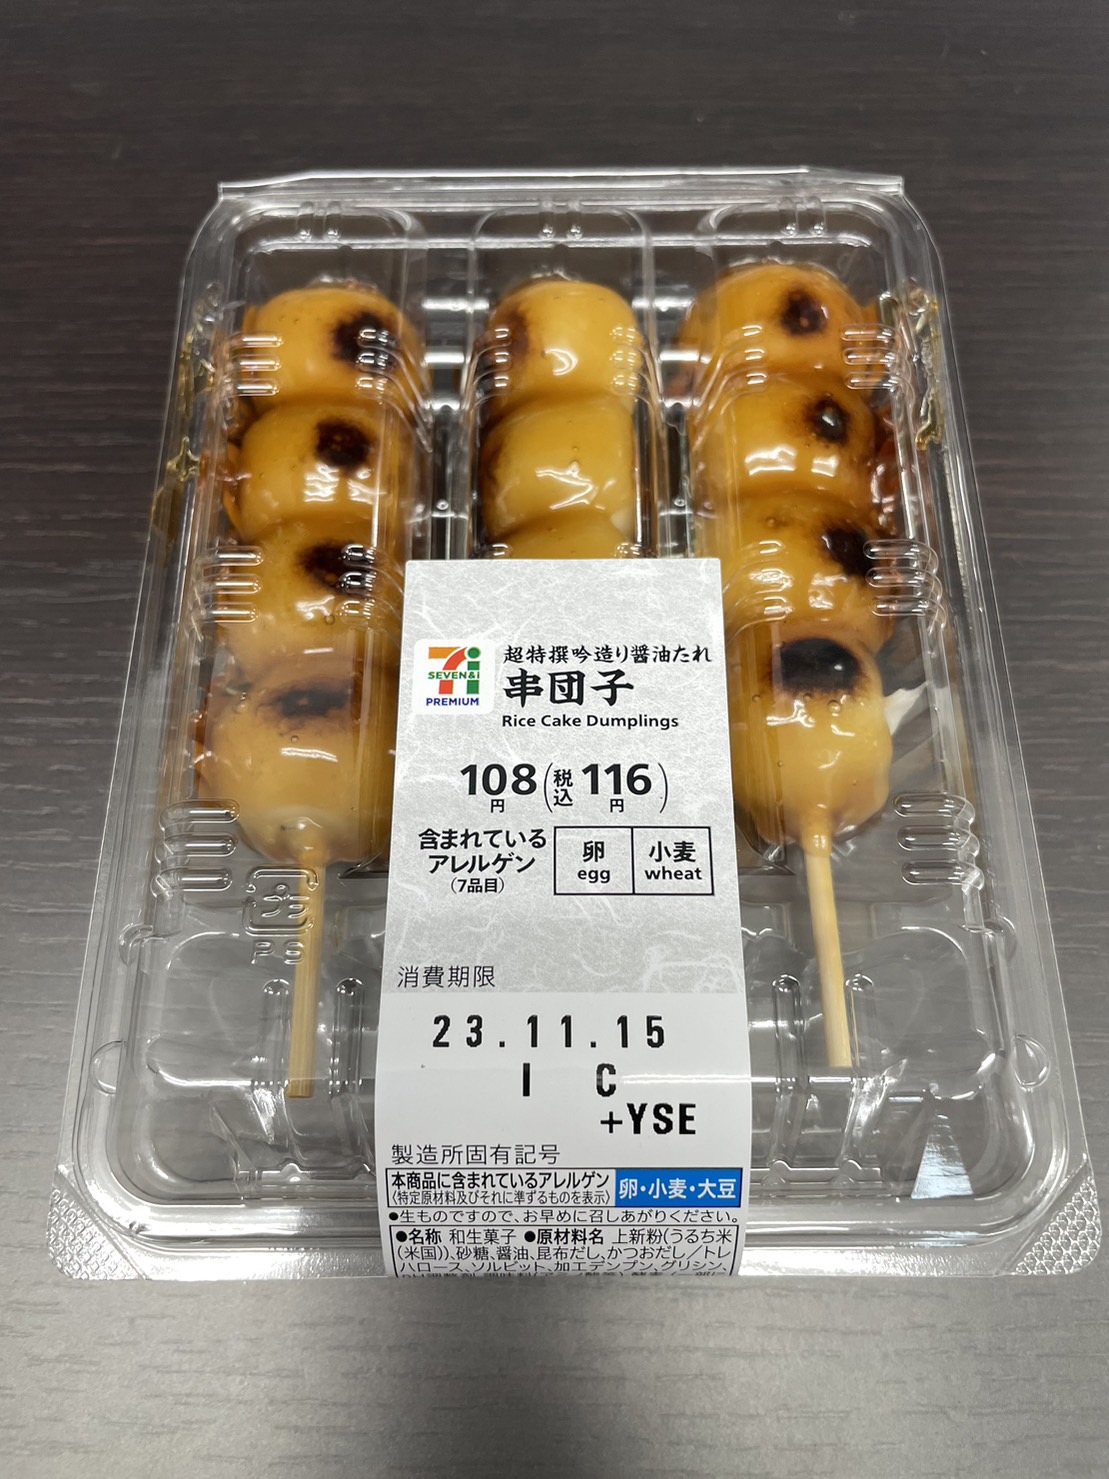 7i
SEVEN&i
PREMIUM
超特撰吟造り醤油たれ
串団子
Rice Cake Dumplings
108円(税込116円)
含まれている
アレルゲン
(7品目)
卵 小麦
egg wheat
消費期限
23.11.15
I C
+YSE
製造所固有記号
本商品に含まれているアレルゲン
(特定原材料及びそれに準ずるものを表示)
卵・小麦・大豆
●生ものですので、お早めに召しあがりください。
●名称 和生菓子 ●原材料名 上新粉(うるち米
(米国))、砂糖、醤油、昆布だし、かつおだし/トレ
ハロース、ソルビット、加工デンプン、グリシン、
PS